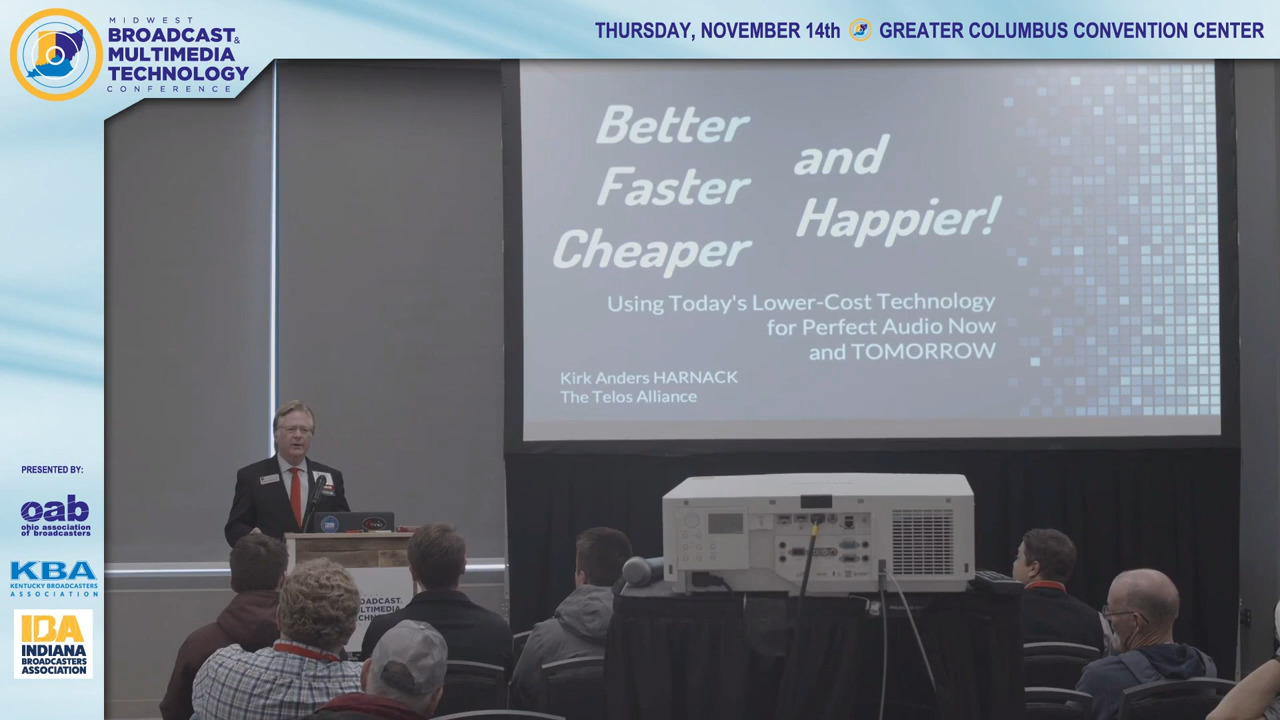 MIDWEST
BROADCAST &
MULTIMEDIA
TECHNOLOGY
CONFERENCE
THURSDAY, NOVEMBER 14th
GREATER COLUMBUS CONVENTION CENTER
Better
Faster
Cheaper
and
Happier!
Using Today's Lower-Cost Technology
for Perfect Audio Now
and TOMORROW
Kirk Anders HARNACK
The Telos Alliance
PRESENTED BY:
oab
ohio association
of broadcasters
KBA
KENTUCKY BROADCASTERS
ASSOCIATION
IBA
INDIANA
BROADCASTERS
ASSOCIATION